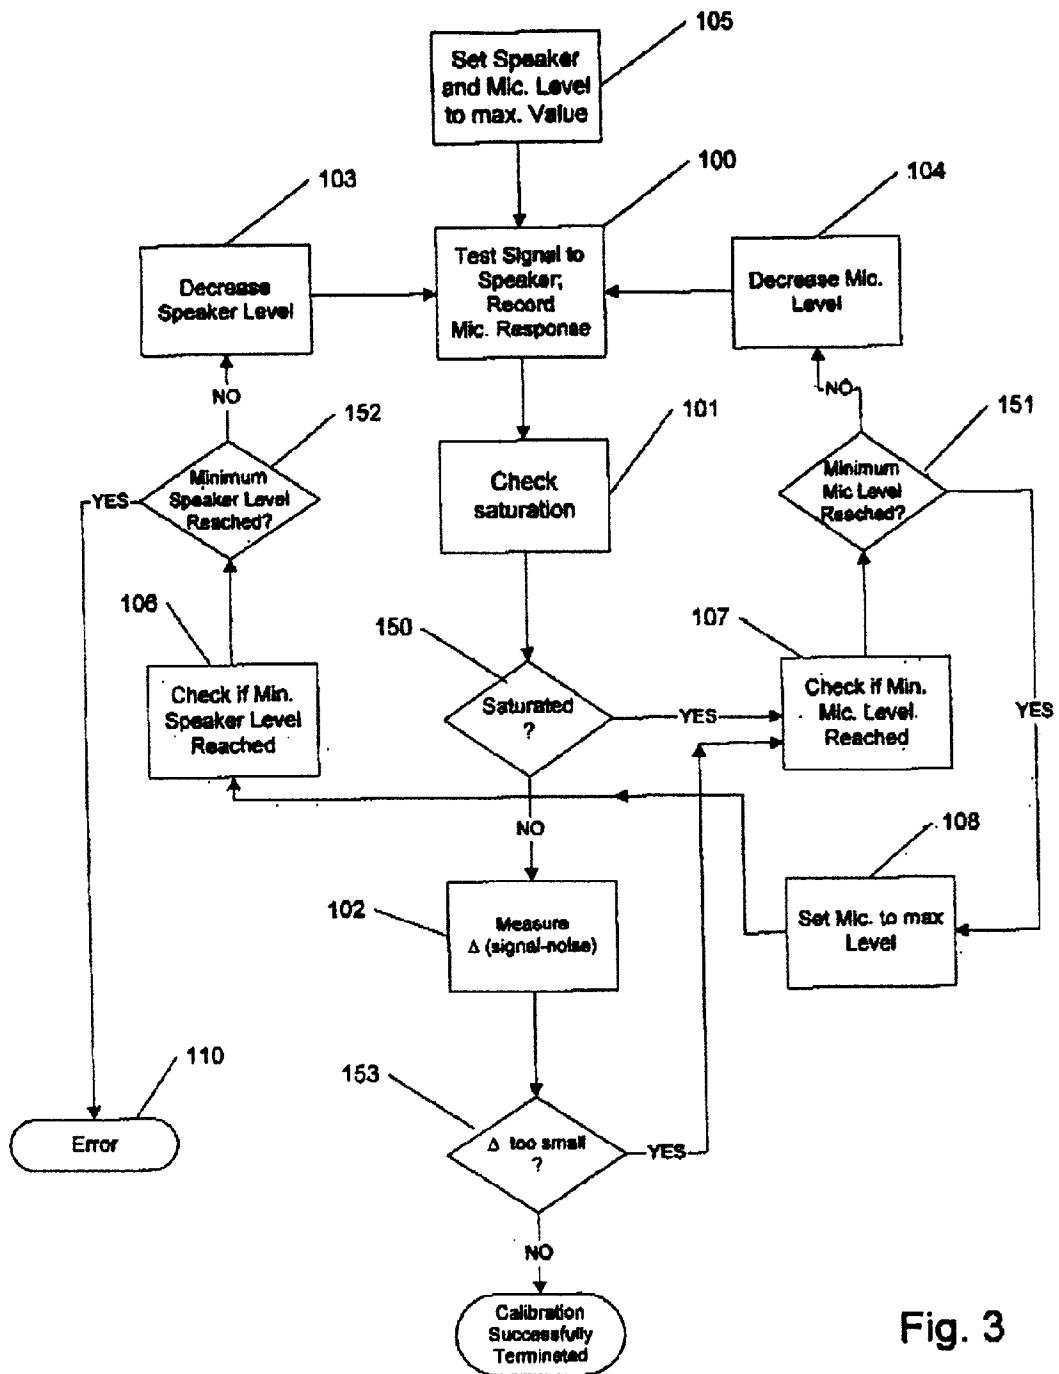 105
Set Speaker
and Mic. Level
to max. Value
103
100
104
Decrease
Speaker Level
Test Signal to
Speaker;
Record
Mic. Response
Decrease Mic.
Level
NO
NO
152
101
151
Minimum
Speaker Level
Reached?
YES
Check
saturation
Minimum
Mic Level
Reached?
106
150
107
Check if Min.
Speaker Level
Reached
Saturated
?
YES
Check if Min.
Mic. Level
Reached
YES
NO
108
102
Measure
Δ (signal-noise)
Set Mic. to max
Level
110
153
Error
Δ too small
?
YES
NO
Calibration
Successfully
Terminated
Fig. 3